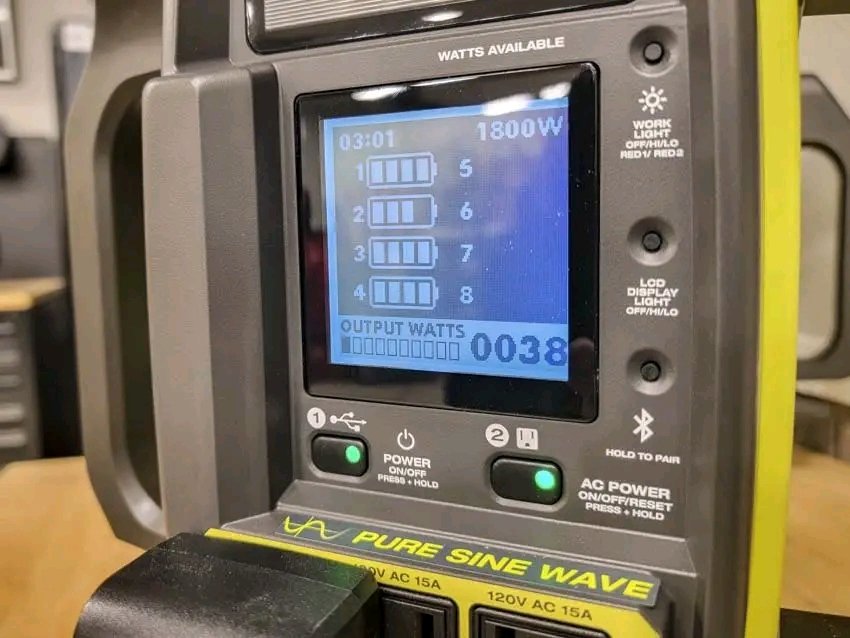 WATTS AVAILABLE
03:01 1800W
1 5
2 6
3 7
4 8
OUTPUT WATTS 0038
WORK
LIGHT
OFF/HI/LO
RED1/ RED2
LCD
DISPLAY
LIGHT
OFF/HI/LO
HOLD TO PAIR
1
POWER
ON/OFF
PRESS + HOLD
2
AC POWER
ON/OFF/RESET
PRESS + HOLD
PURE SINE WAVE
AC 15A
120V AC 15A